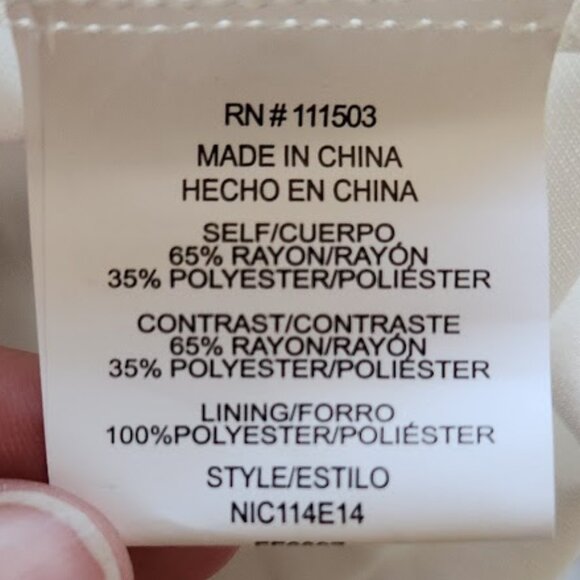 RN # 111503
MADE IN CHINA
HECHO EN CHINA
SELF/CUERPO
65% RAYON/RAYÓN
35% POLYESTER/POLIÉSTER
CONTRAST/CONTRASTE
65% RAYON/RAYÓN
35% POLYESTER/POLIÉSTER
LINING/FORRO
100%POLYESTER/POLIÉSTER
STYLE/ESTILO
NIC114E14